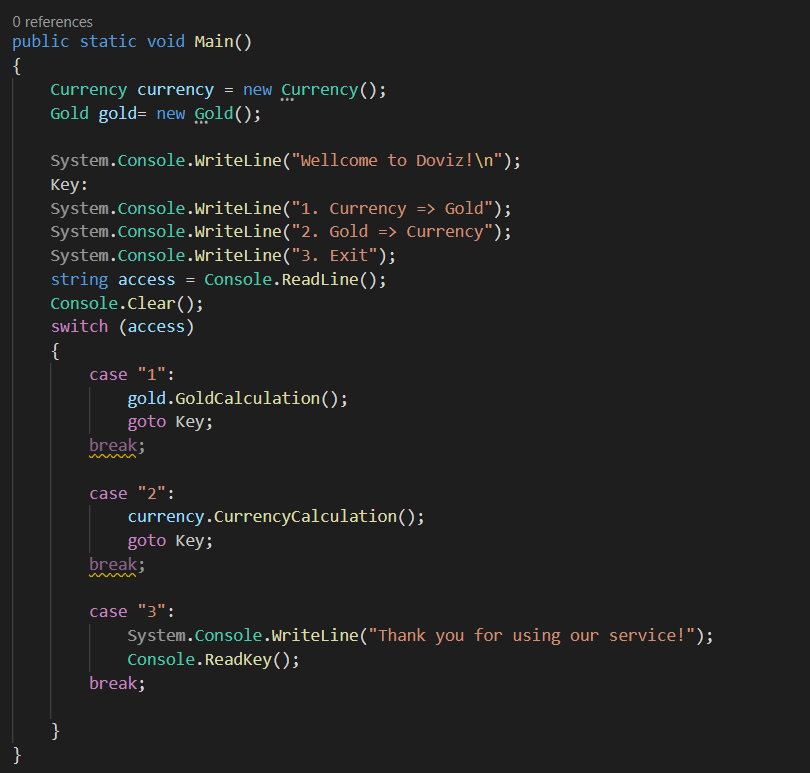 0 references
public static void Main()
{
Currency currency = new Currency();
Gold gold= new Gold();
System.Console.WriteLine("Wellcome to Doviz!\n");
Key:
System.Console.WriteLine("1. Currency => Gold");
System.Console.WriteLine("2. Gold => Currency");
System.Console.WriteLine("3. Exit");
string access = Console.ReadLine();
Console.Clear();
switch (access)
{
case "1":
gold.GoldCalculation();
goto Key;
break;
case "2":
currency.CurrencyCalculation();
goto Key;
break;
case "3":
System.Console.WriteLine("Thank you for using our service!");
Console.ReadKey();
break;
}
}